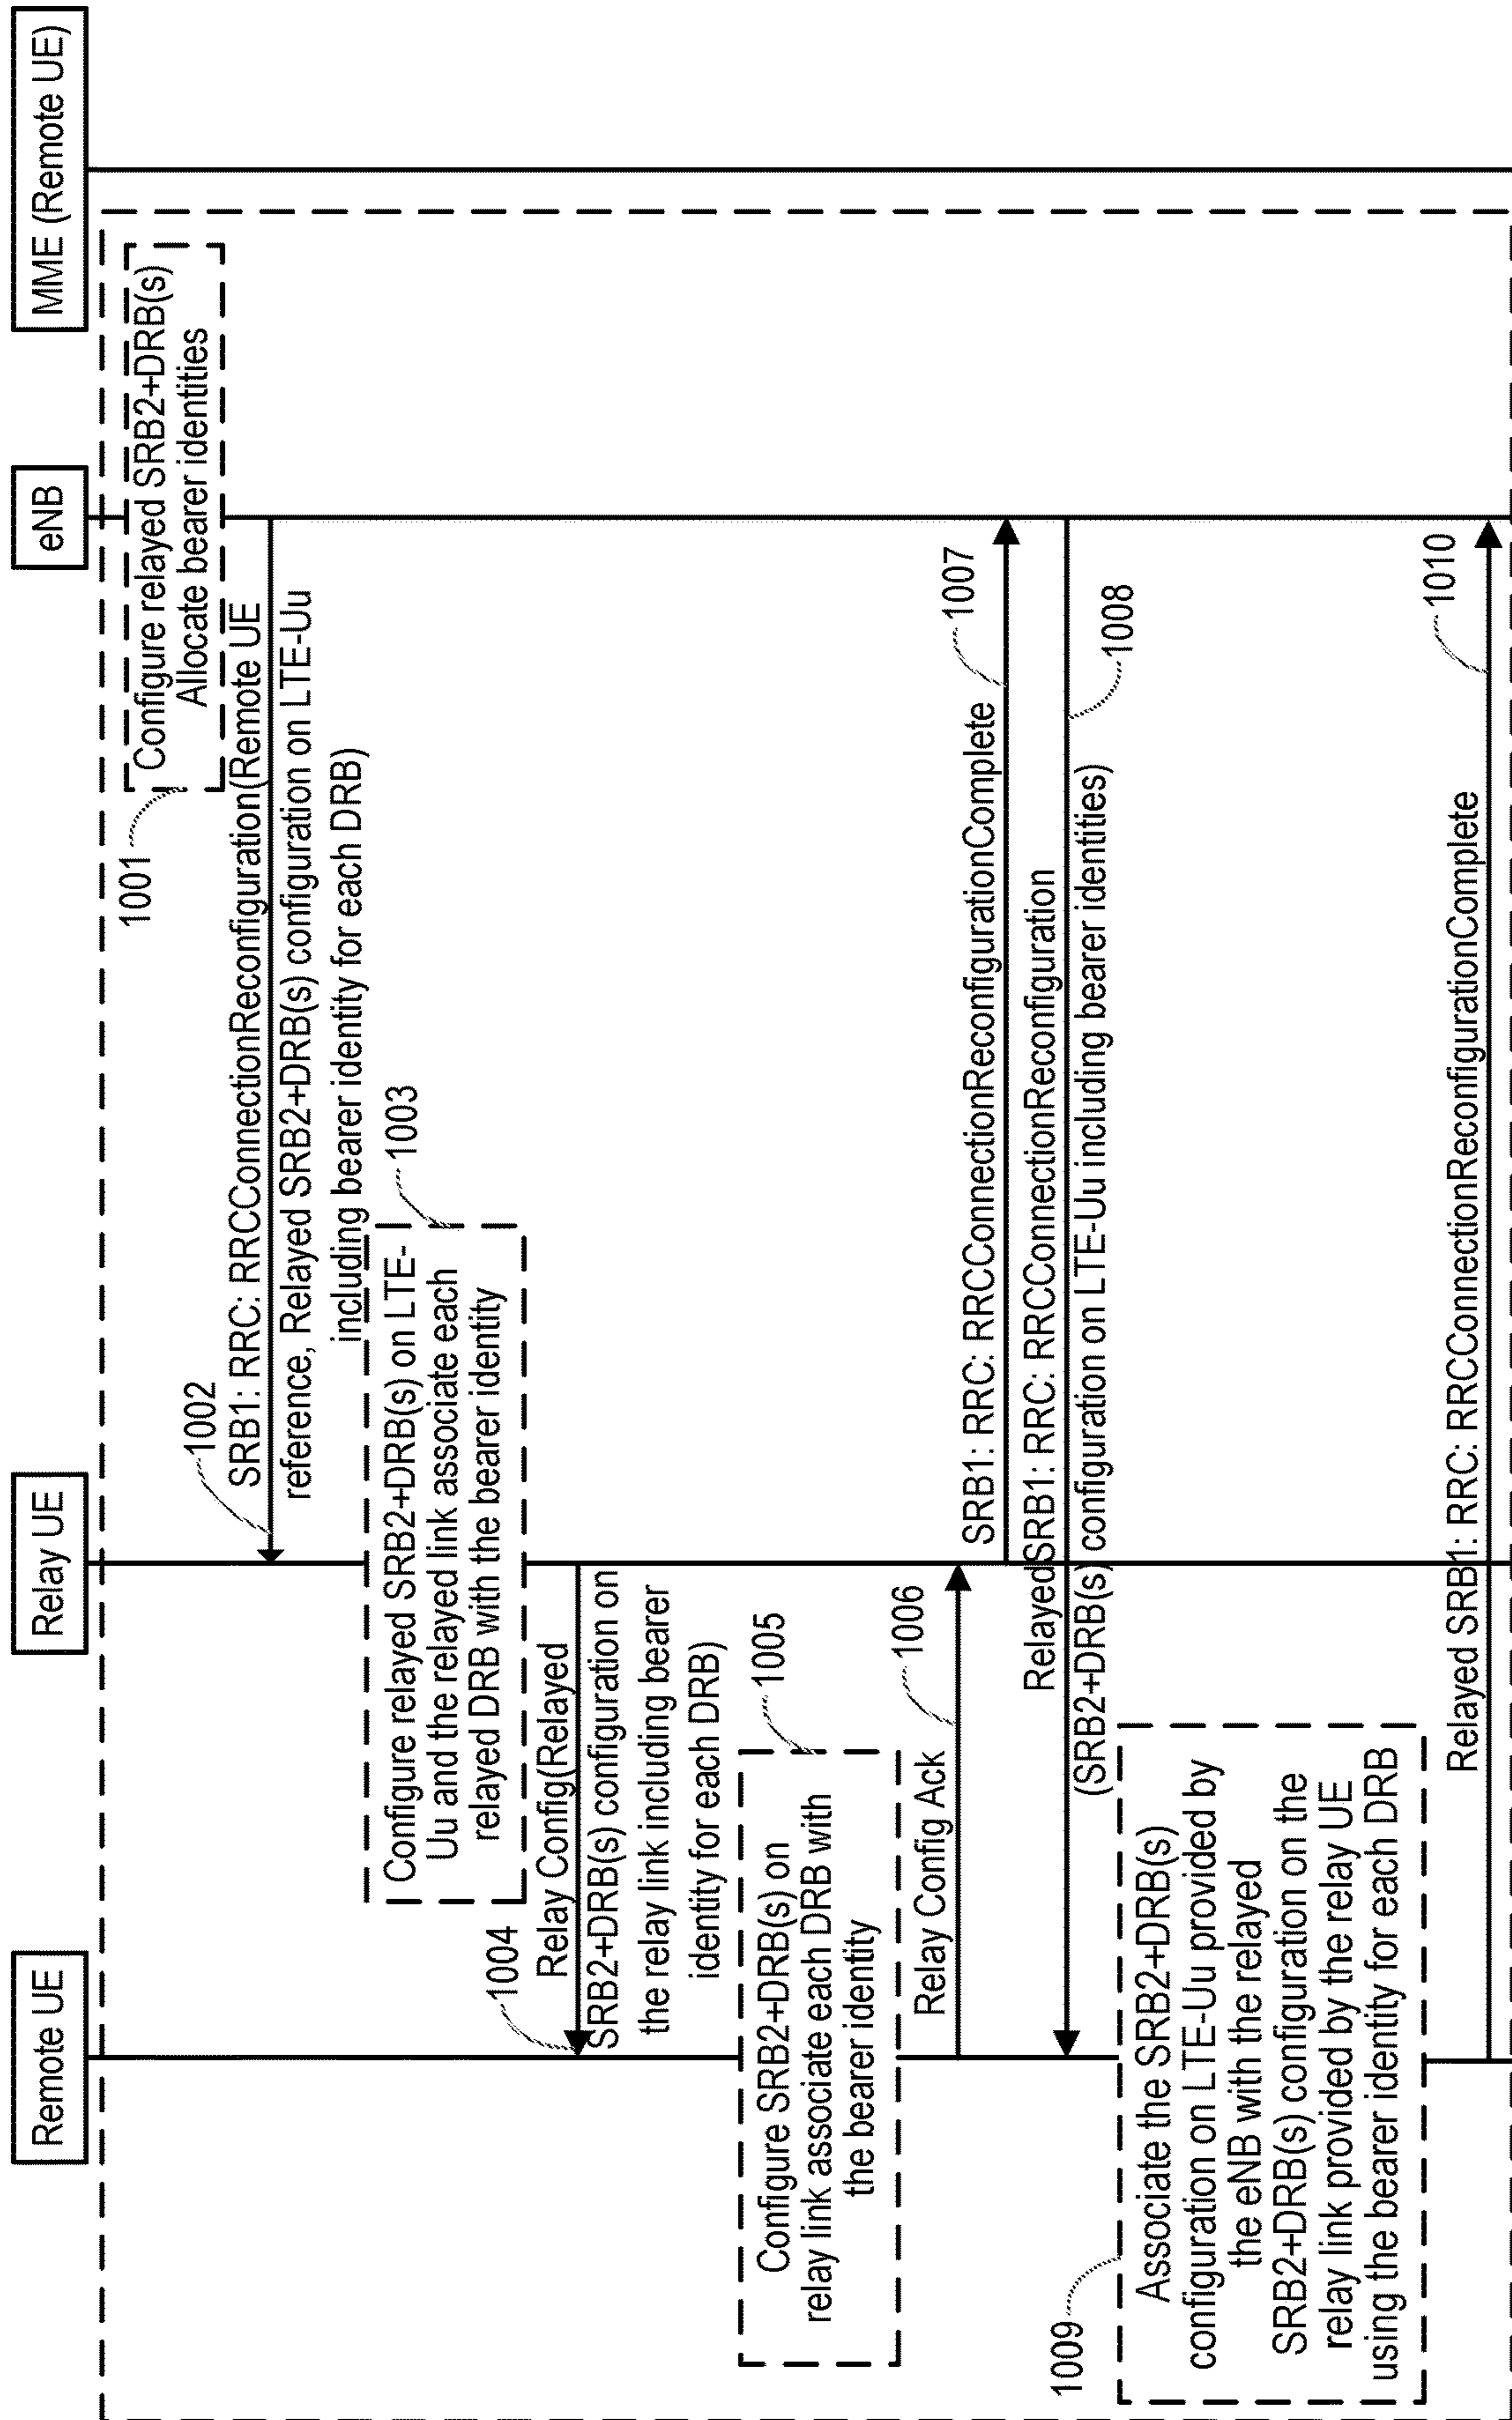 Remote UE
Relay UE
eNB
MME (Remote UE)
1001
Configure relayed SRB2+DRB(s)
Allocate bearer identities
1002
SRB1: RRC: RRCConnectionReconfiguration(Remote UE
reference, Relayed SRB2+DRB(s) configuration on LTE-Uu
including bearer identity for each DRB)
1003
Configure relayed SRB2+DRB(s) on LTE-
Uu and the relayed link associate each
relayed DRB with the bearer identity
1004
Relay Config(Relayed
SRB2+DRB(s) configuration on
the relay link including bearer
identity for each DRB)
1005
Configure SRB2+DRB(s) on
relay link associate each DRB with
the bearer identity
Relay Config Ack
1006
SRB1: RRC: RRCConnectionReconfigurationComplete
1007
Relayed SRB1: RRC: RRCConnectionReconfiguration
(SRB2+DRB(s) configuration on LTE-Uu including bearer identities)
1008
1009
Associate the SRB2+DRB(s)
configuration on LTE-Uu provided by
the eNB with the relayed
SRB2+DRB(s) configuration on the
relay link provided by the relay UE
using the bearer identity for each DRB
Relayed SRB1: RRC: RRCConnectionReconfigurationComplete
1010